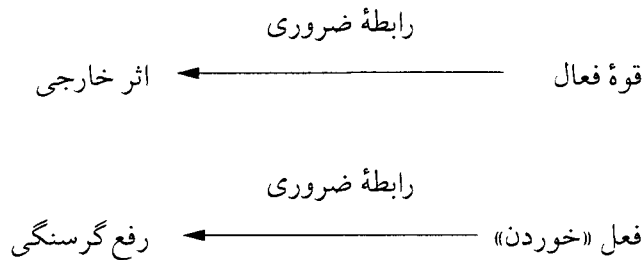 رابطهٔ ضروری
قوهٔ فعال اثر خارجی
رابطهٔ ضروری
فعل «خوردن» رفع گرسنگی